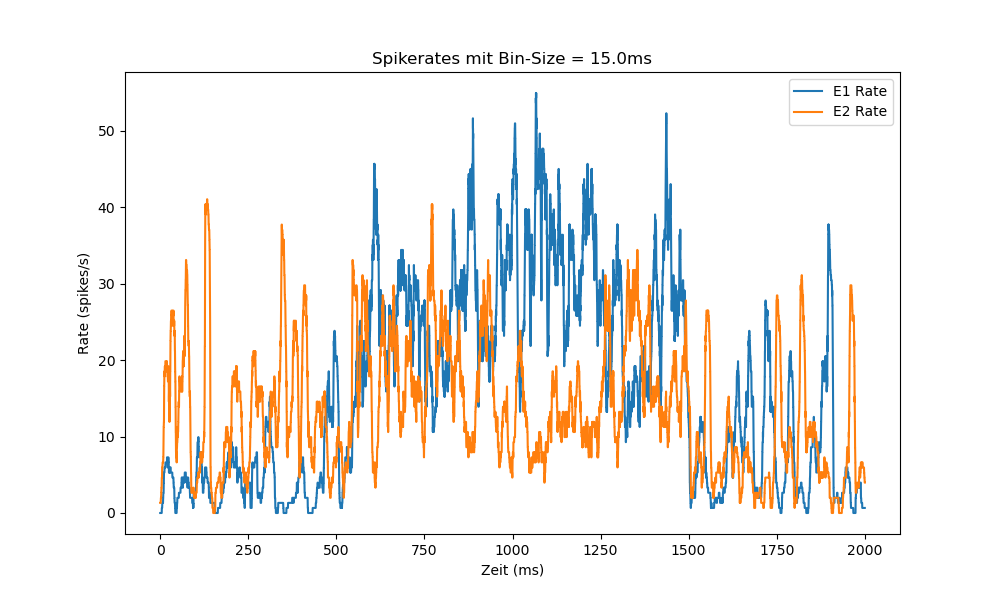 Spikerates mit Bin-Size = 15.0ms
E1 Rate
E2 Rate
Rate (spikes/s)
50
40
30
20
10
0
0 250 500 750 1000 1250 1500 1750 2000
Zeit (ms)